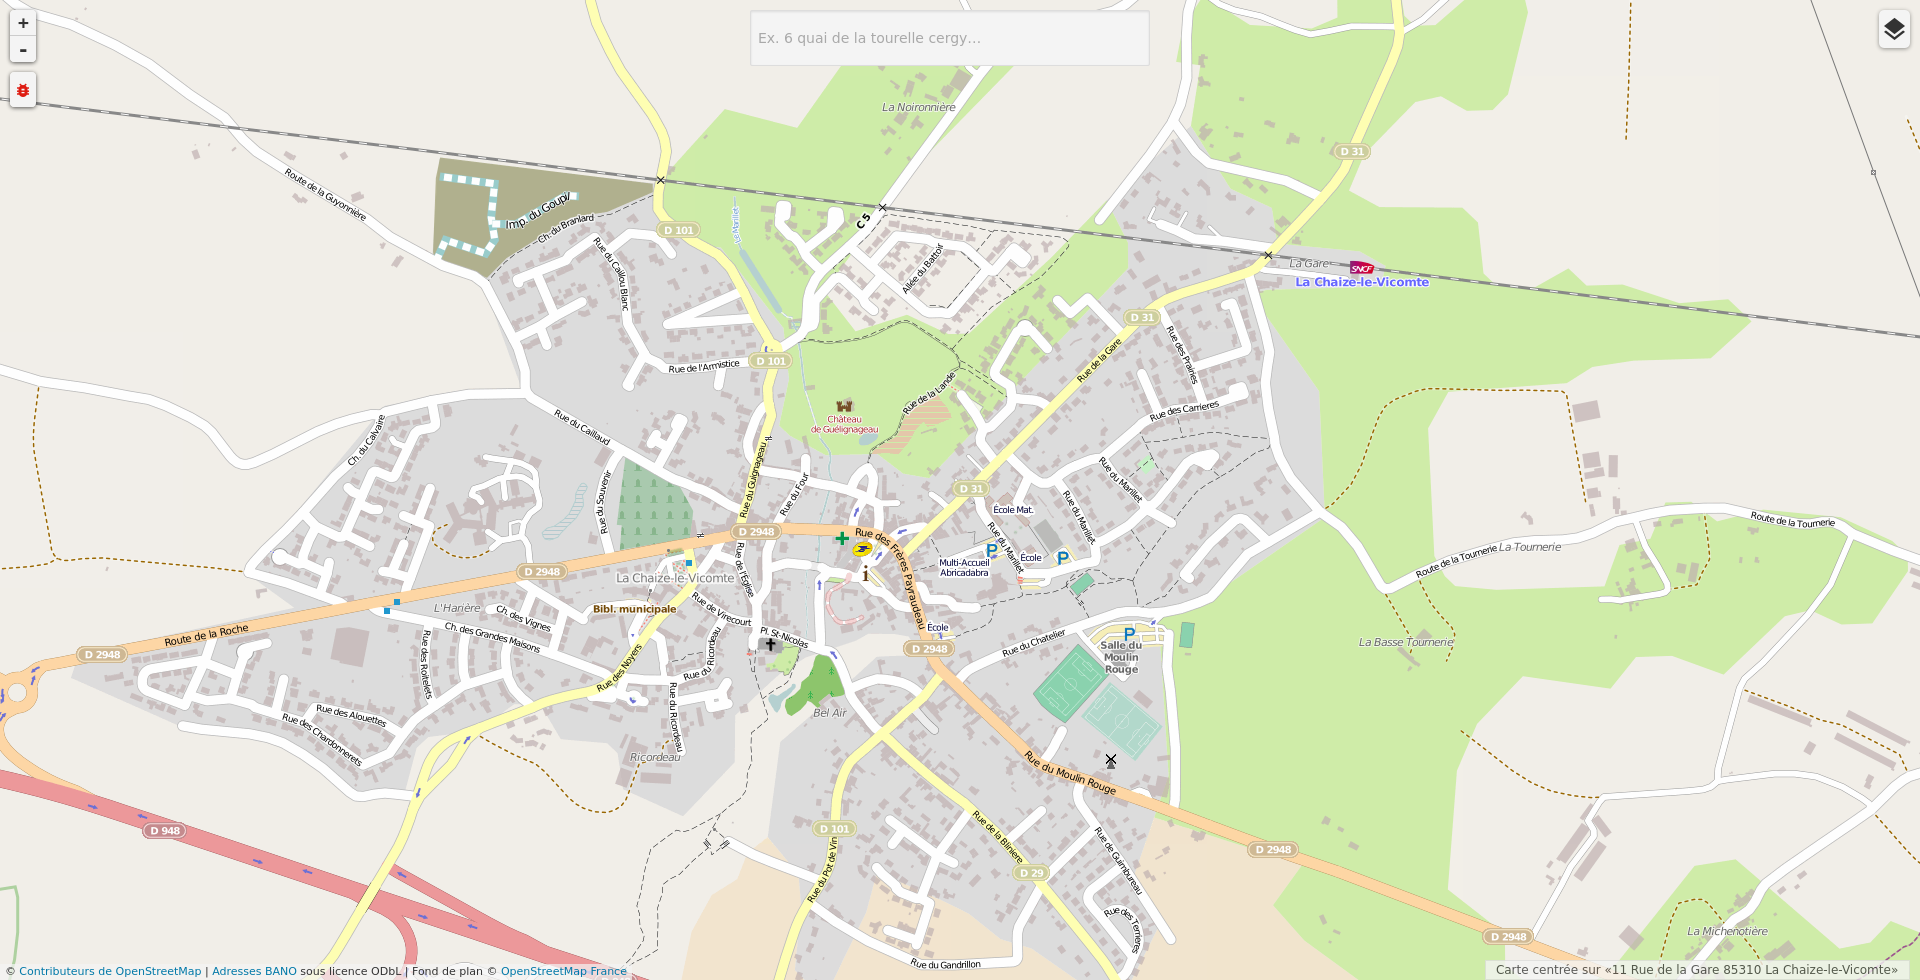 +
-
Ex. 6 quai de la tourelle cergy...
La Noironnière
D 31
Route de la Guyonnière
Imp. du Goupil
Ch. du Branlard
D 101
Le Marillet
C 5
Allée du Battoir
Rue du Caillou Blanc
La Gare
SNCF
La Chaize-le-Vicomte
D 31
Rue de la Gare
Rue des Prairies
D 101
Rue de l'Armistice
Rue de la Lande
Château
de Guélignageau
Rue des Carrieres
Ch. du Calvaire
Rue du Caillaud
Rue du Guignageau
Rue du Four
Rue du Souvenir
D 31
Rue du Marillet
Rue du Marillet
Rue du Marillet
École Mat.
École
P
P
Multi-Accueil
Abricadabra
D 2948
Rue des Frères Payraudeau
i
D 2948
Rue de l'Église
La Chaize-le-Vicomte
Route de la Tournerie
La Tournerie
Route de la Tournerie
L'Harière
Bibl. municipale
Ch. des Vignes
Rue de Virecourt
Pl. St-Nicolas
École
Route de la Roche
Ch. des Grandes Maisons
Rue des Roitelets
Rue des Noyers
Rue du Ricordeau
Rue du Ricordeau
Rue du Ricordeau
D 2948
D 2948
Rue du Chatelier
P
Salle du
Moulin
Rouge
La Basse Tournerie
Rue des Alouettes
Rue des Chardonnerets
Bel Air
Ricordeau
Rue du Moulin Rouge
D 948
D 101
Rue du Pot de Vin
Rue de la Bliniere
D 29
Rue de Guimbureau
Rue des Terrieres
D 2948
D 2948
La Michenotière
Rue du Gandrillon
© Contributeurs de OpenStreetMap | Adresses BANO sous licence ODbL | Fond de plan © OpenStreetMap France
Carte centrée sur «11 Rue de la Gare 85310 La Chaize-le-Vicomte»